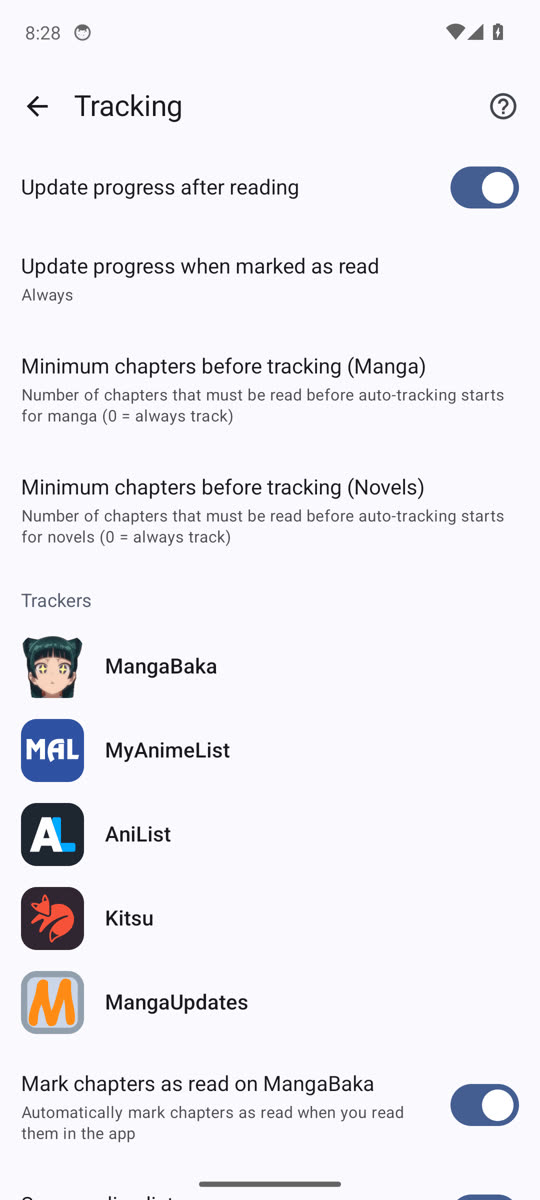 8:28
Tracking
Update progress after reading
Update progress when marked as read
Always
Minimum chapters before tracking (Manga)
Number of chapters that must be read before auto-tracking starts
for manga (0 = always track)
Minimum chapters before tracking (Novels)
Number of chapters that must be read before auto-tracking starts
for novels (0 = always track)
Trackers
MangaBaka
MAL
MyAnimeList
AL
AniList
Kitsu
M
MangaUpdates
Mark chapters as read on MangaBaka
Automatically mark chapters as read when you read
them in the app